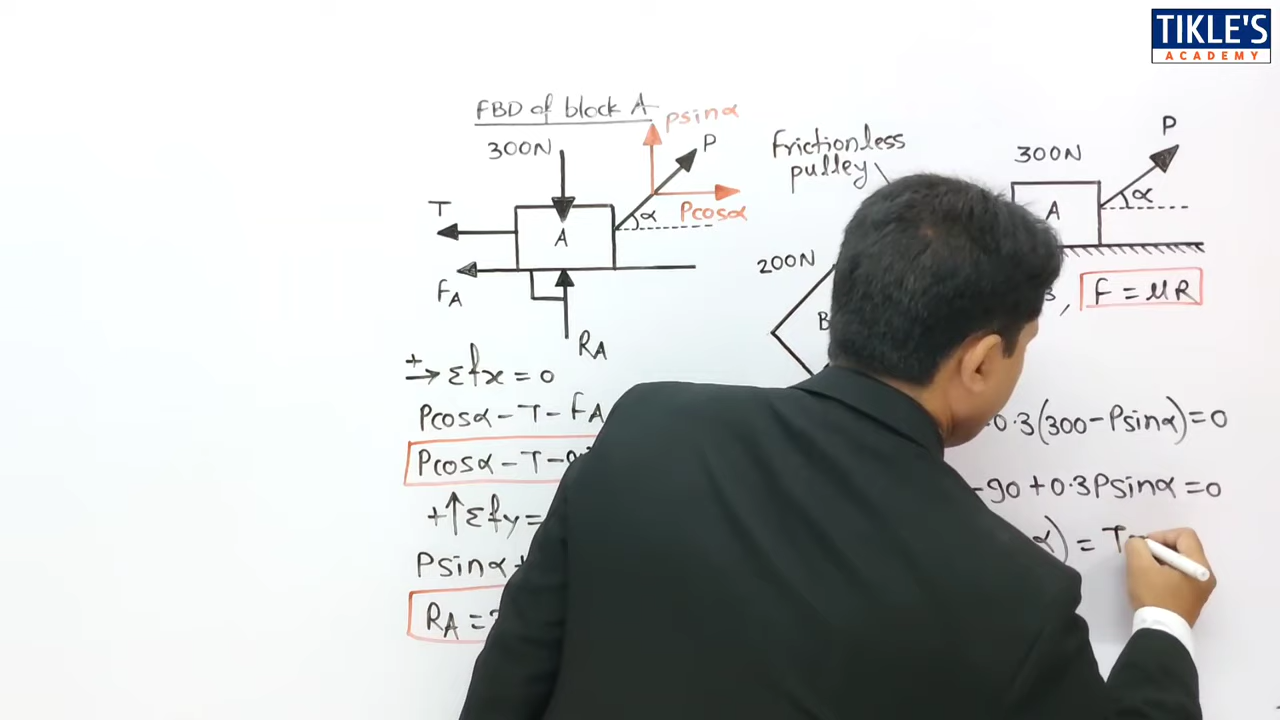 TIKLE'S
ACADEMY
FBD of block A
Psinα
300N
P
T
α
Pcosα
A
FA
RA
+→ Σfx = 0
Pcosα - T - FA
Pcosα - T - 0
+↑Σfy =
Psinα +
RA =
Frictionless
pulley
300N
P
A
α
200N
B
, F = μR
0.3(300-Psinα)=0
-90+0.3Psinα=0
α) = T